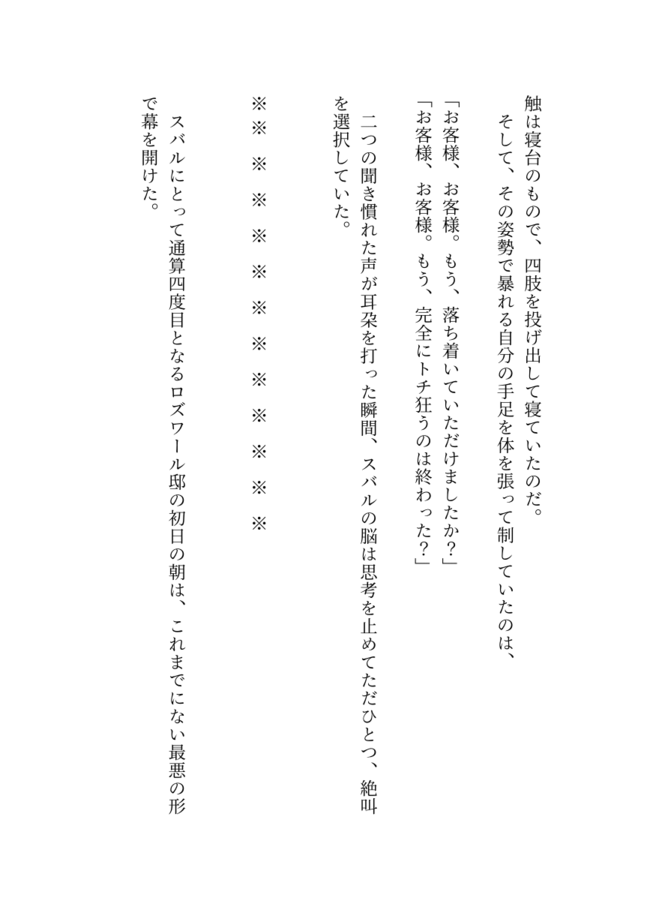 触は寝台のもので、四肢を投げ出して寝ていたのだ。
　そして、その姿勢で暴れる自分の手足を体を張って制していたのは、
「お客様、お客様。もう、落ち着いていただけましたか？」
「お客様、お客様。もう、完全にトチ狂うのは終わった？」
　二つの聞き慣れた声が耳朶を打った瞬間、スバルの脳は思考を止めてただひとつ、絶叫
を選択していた。
※※　※　※　※　※　※　※　※　※　※　※　※
　スバルにとって通算四度目となるロズワール邸の初日の朝は、これまでにない最悪の形
で幕を開けた。